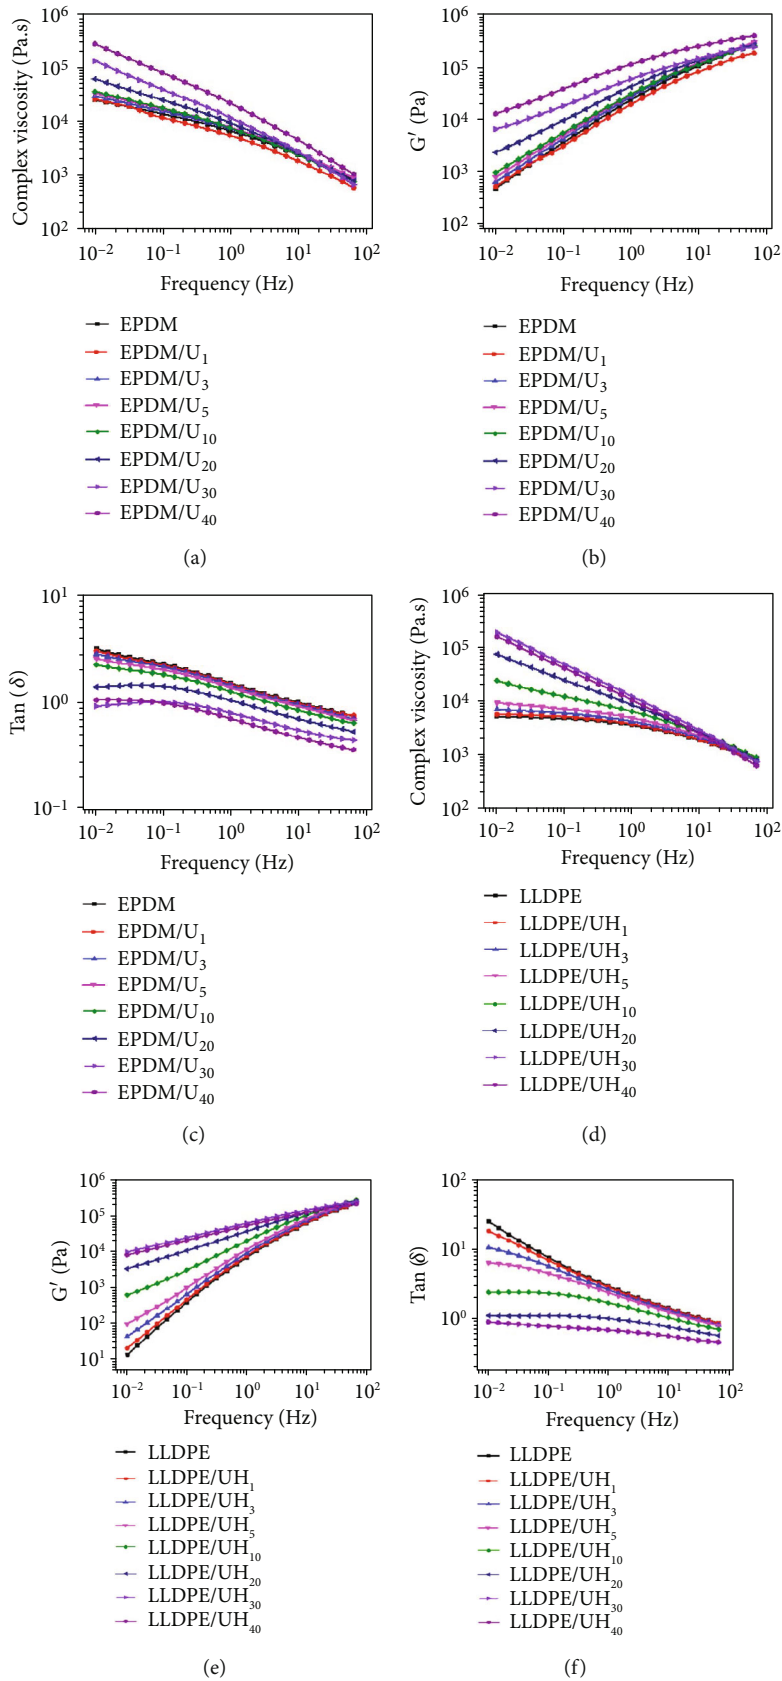 Complex viscosity (Pa.s)
10⁶
10⁵
10⁴
10³
10²
10⁻² 10⁻¹ 10⁰ 10¹ 10²
Frequency (Hz)
EPDM
EPDM/U₁
EPDM/U₃
EPDM/U₅
EPDM/U₁₀
EPDM/U₂₀
EPDM/U₃₀
EPDM/U₄₀
(a)
G′ (Pa)
10⁶
10⁵
10⁴
10³
10²
10⁻² 10⁻¹ 10⁰ 10¹ 10²
Frequency (Hz)
EPDM
EPDM/U₁
EPDM/U₃
EPDM/U₅
EPDM/U₁₀
EPDM/U₂₀
EPDM/U₃₀
EPDM/U₄₀
(b)
Tan (δ)
10¹
10⁰
10⁻¹
10⁻² 10⁻¹ 10⁰ 10¹ 10²
Frequency (Hz)
EPDM
EPDM/U₁
EPDM/U₃
EPDM/U₅
EPDM/U₁₀
EPDM/U₂₀
EPDM/U₃₀
EPDM/U₄₀
(c)
Complex viscosity (Pa.s)
10⁶
10⁵
10⁴
10³
10²
10⁻² 10⁻¹ 10⁰ 10¹ 10²
Frequency (Hz)
LLDPE
LLDPE/UH₁
LLDPE/UH₃
LLDPE/UH₅
LLDPE/UH₁₀
LLDPE/UH₂₀
LLDPE/UH₃₀
LLDPE/UH₄₀
(d)
G′ (Pa)
10⁶
10⁵
10⁴
10³
10²
10¹
10⁻² 10⁻¹ 10⁰ 10¹ 10²
Frequency (Hz)
LLDPE
LLDPE/UH₁
LLDPE/UH₃
LLDPE/UH₅
LLDPE/UH₁₀
LLDPE/UH₂₀
LLDPE/UH₃₀
LLDPE/UH₄₀
(e)
Tan (δ)
10²
10¹
10⁰
10⁻² 10⁻¹ 10⁰ 10¹ 10²
Frequency (Hz)
LLDPE
LLDPE/UH₁
LLDPE/UH₃
LLDPE/UH₅
LLDPE/UH₁₀
LLDPE/UH₂₀
LLDPE/UH₃₀
LLDPE/UH₄₀
(f)